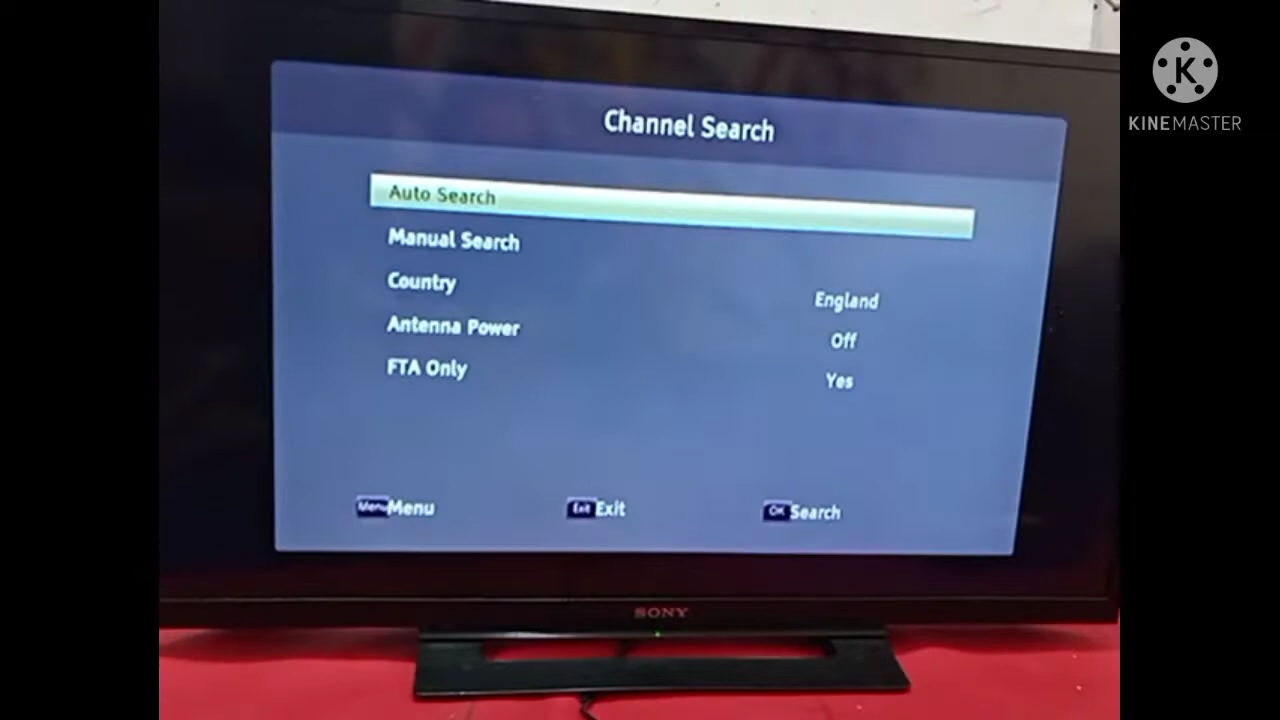 Channel Search
Auto Search
Manual Search
Country England
Antenna Power Off
FTA Only Yes
Menu Menu Exit Exit OK Search
SONY
K
KINEMASTER